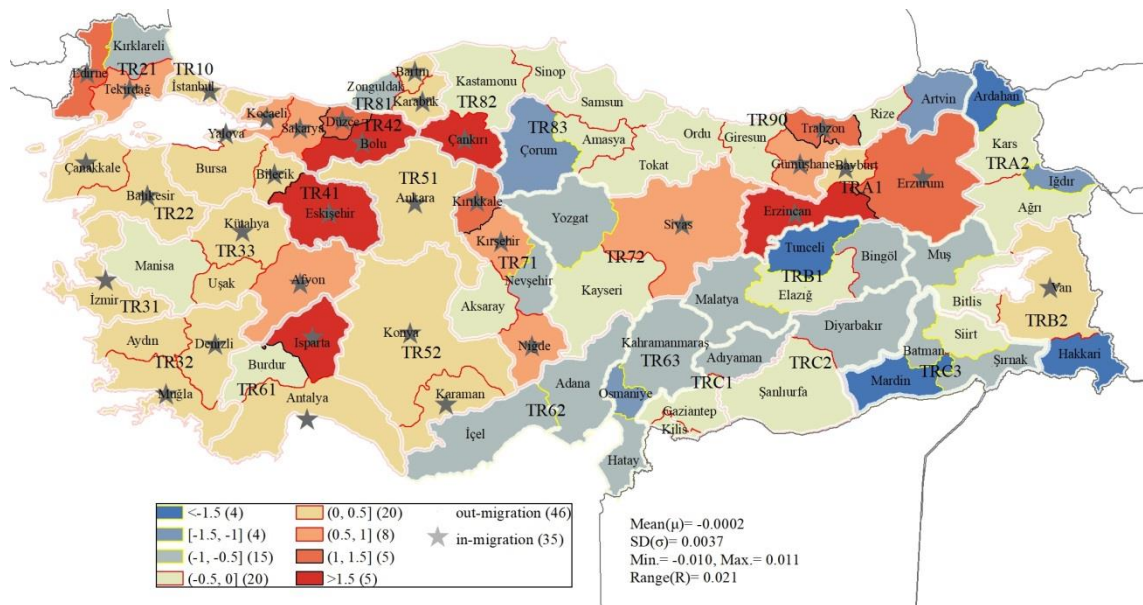 Kırklareli
Edirne
TR21
Tekirdağ
TR10
İstanbul
Kocaeli
Yalova
Sakarya
Düzce
Zonguldak
TR81
Bartın
Karabük
TR42
Bolu
Kastamonu
TR82
Çankırı
Sinop
Samsun
TR83
Çorum
Amasya
Tokat
Ordu
Giresun
TR90
Trabzon
Gümüşhane
Rize
Artvin
Ardahan
Kars
TRA2
Iğdır
Ağrı
Bayburt
TRA1
Erzurum
Erzincan
Çanakkale
Balıkesir
TR22
Bursa
Bilecik
TR41
Eskişehir
TR51
Ankara
Kırıkkale
Kırşehir
TR71
Nevşehir
Yozgat
Sivas
TR72
Kayseri
Tunceli
TRB1
Bingöl
Elazığ
Muş
Bitlis
Van
TRB2
Hakkari
Manisa
Kütahya
TR33
Uşak
Afyon
İzmir
TR31
Aydın
TR32
Denizli
Muğla
Burdur
TR61
Isparta
Antalya
Konya
TR52
Aksaray
Niğde
Karaman
İçel
Adana
TR62
Osmaniye
Hatay
Kahramanmaraş
TR63
Malatya
Adıyaman
TRC1
Gaziantep
Kilis
Şanlıurfa
TRC2
Diyarbakır
Mardin
Batman
TRC3
Siirt
Şırnak
<-1.5 (4)
[-1.5, -1] (4)
(-1, -0.5] (15)
(-0.5, 0] (20)
(0, 0.5] (20)
(0.5, 1] (8)
(1, 1.5] (5)
>1.5 (5)
out-migration (46)
in-migration (35)
Mean(μ)= -0.0002
SD(σ)= 0.0037
Min.= -0.010, Max.= 0.011
Range(R)= 0.021